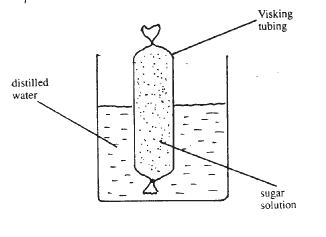 Visking
tubing
distilled
water
sugar
solution